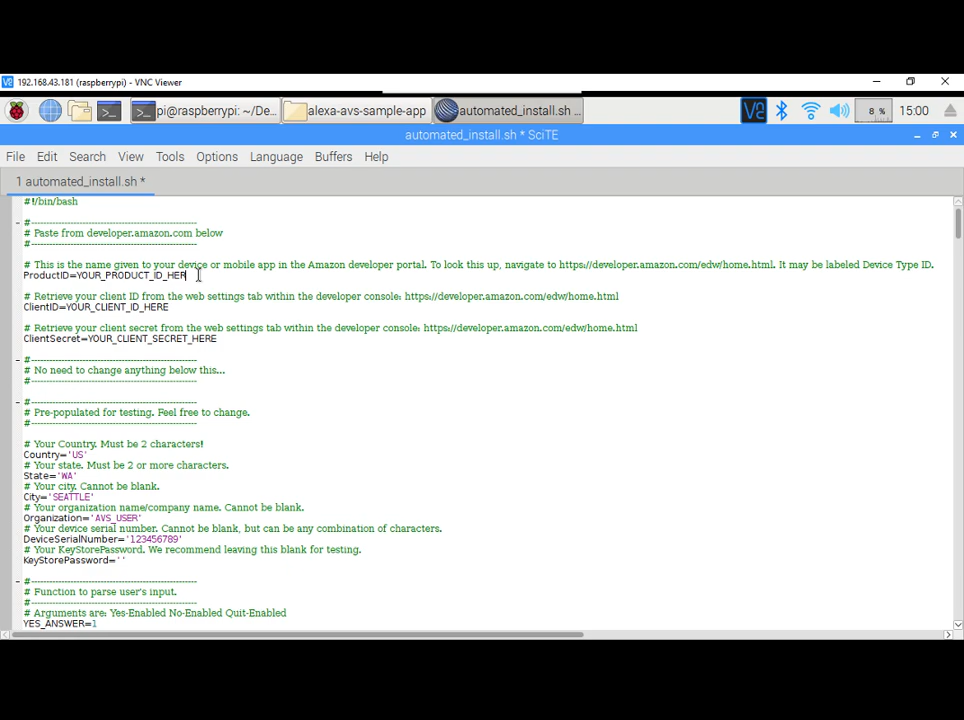 192.168.43.181 (raspberrypi) - VNC Viewer
pi@raspberrypi: ~/De... alexa-avs-sample-app automated_install.sh ... 8 % 15:00
automated_install.sh * SciTE
File Edit Search View Tools Options Language Buffers Help
1 automated_install.sh *
#!/bin/bash
#-------------------------------------------------------
# Paste from developer.amazon.com below
#-------------------------------------------------------
# This is the name given to your device or mobile app in the Amazon developer portal. To look this up, navigate to https://developer.amazon.com/edw/home.html. It may be labeled Device Type ID.
ProductID=YOUR_PRODUCT_ID_HER
# Retrieve your client ID from the web settings tab within the developer console: https://developer.amazon.com/edw/home.html
ClientID=YOUR_CLIENT_ID_HERE
# Retrieve your client secret from the web settings tab within the developer console: https://developer.amazon.com/edw/home.html
ClientSecret=YOUR_CLIENT_SECRET_HERE
#-------------------------------------------------------
# No need to change anything below this...
#-------------------------------------------------------
#-------------------------------------------------------
# Pre-populated for testing. Feel free to change.
#-------------------------------------------------------
# Your Country. Must be 2 characters!
Country='US'
# Your state. Must be 2 or more characters.
State='WA'
# Your city. Cannot be blank.
City='SEATTLE'
# Your organization name/company name. Cannot be blank.
Organization='AVS_USER'
# Your device serial number. Cannot be blank, but can be any combination of characters.
DeviceSerialNumber='123456789'
# Your KeyStorePassword. We recommend leaving this blank for testing.
KeyStorePassword=''
#-------------------------------------------------------
# Function to parse user's input.
#-------------------------------------------------------
# Arguments are: Yes-Enabled No-Enabled Quit-Enabled
YES_ANSWER=1